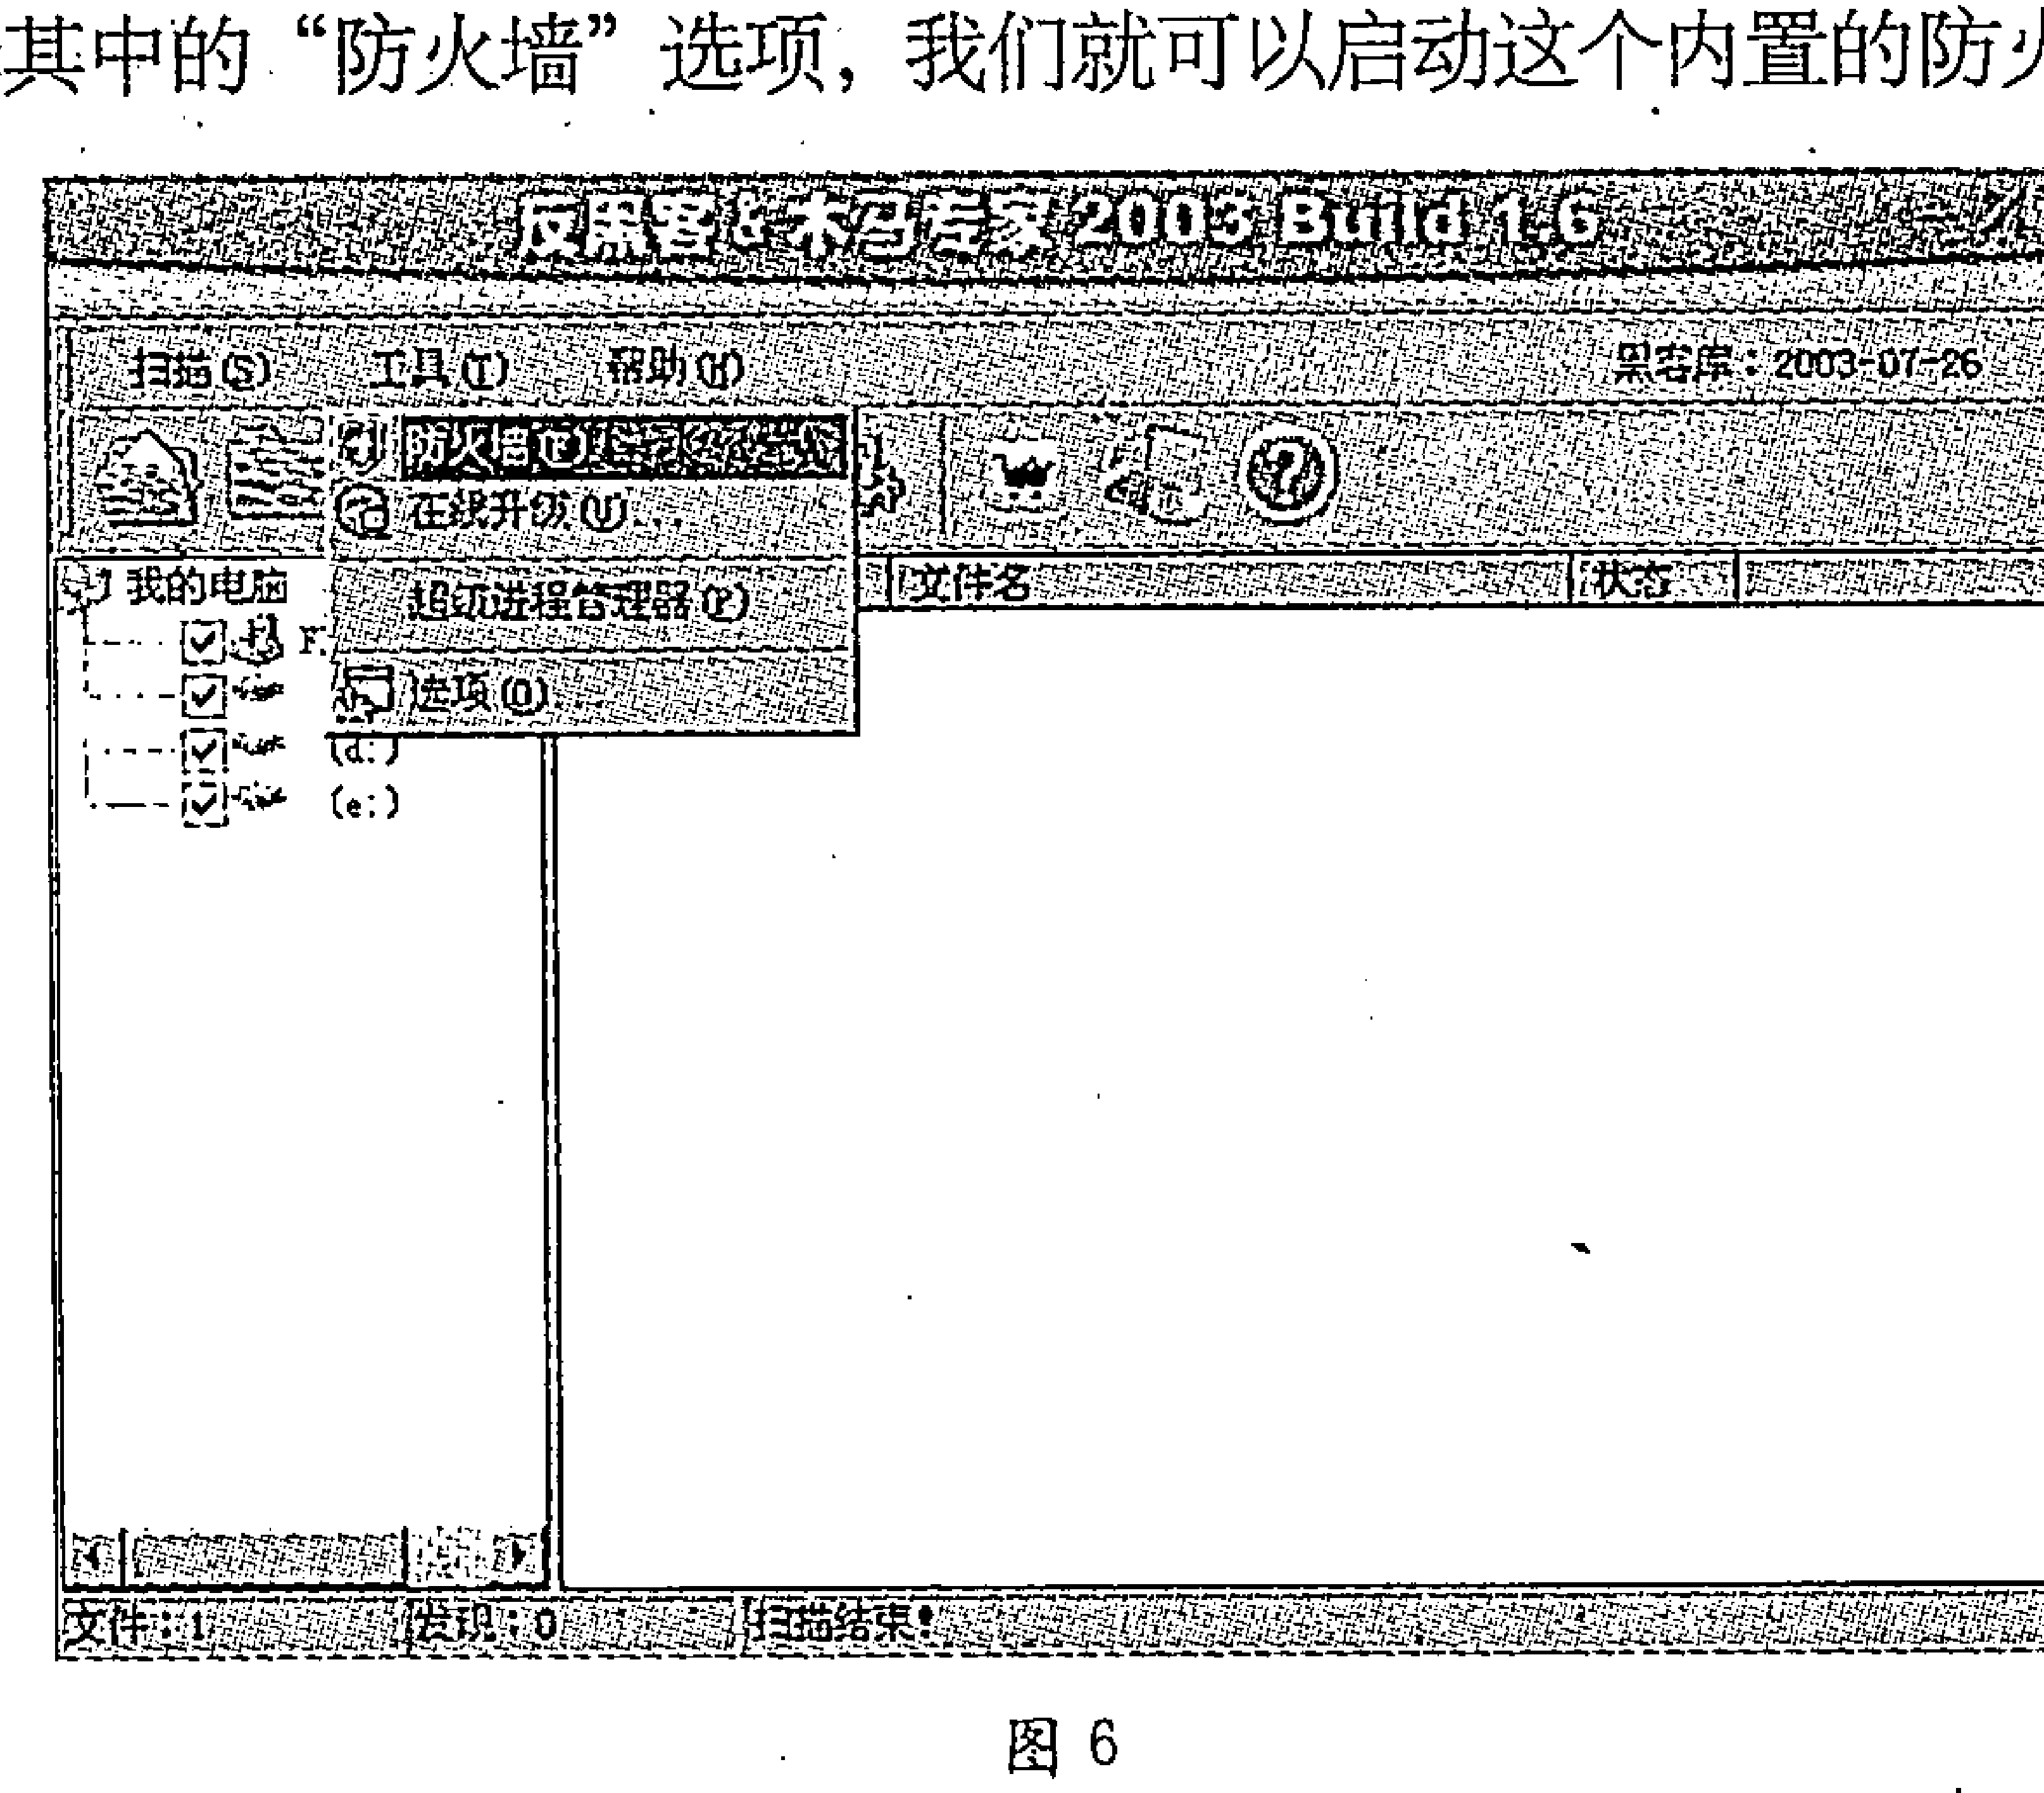 其中的“防火墙”选项，我们就可以启动这个内置的防火
反黑客&木马专家 2003 Build 1.6
扫描(S) 工具(T) 帮助(H) 黑客库：2003-07-26
防火墙(F)
在线升级(U)...
文件名 状态
我的电脑
超级进程管理器(P)
F:
选项(O)...
(d:)
(e:)
文件：1 发现：0 扫描结束!
图 6